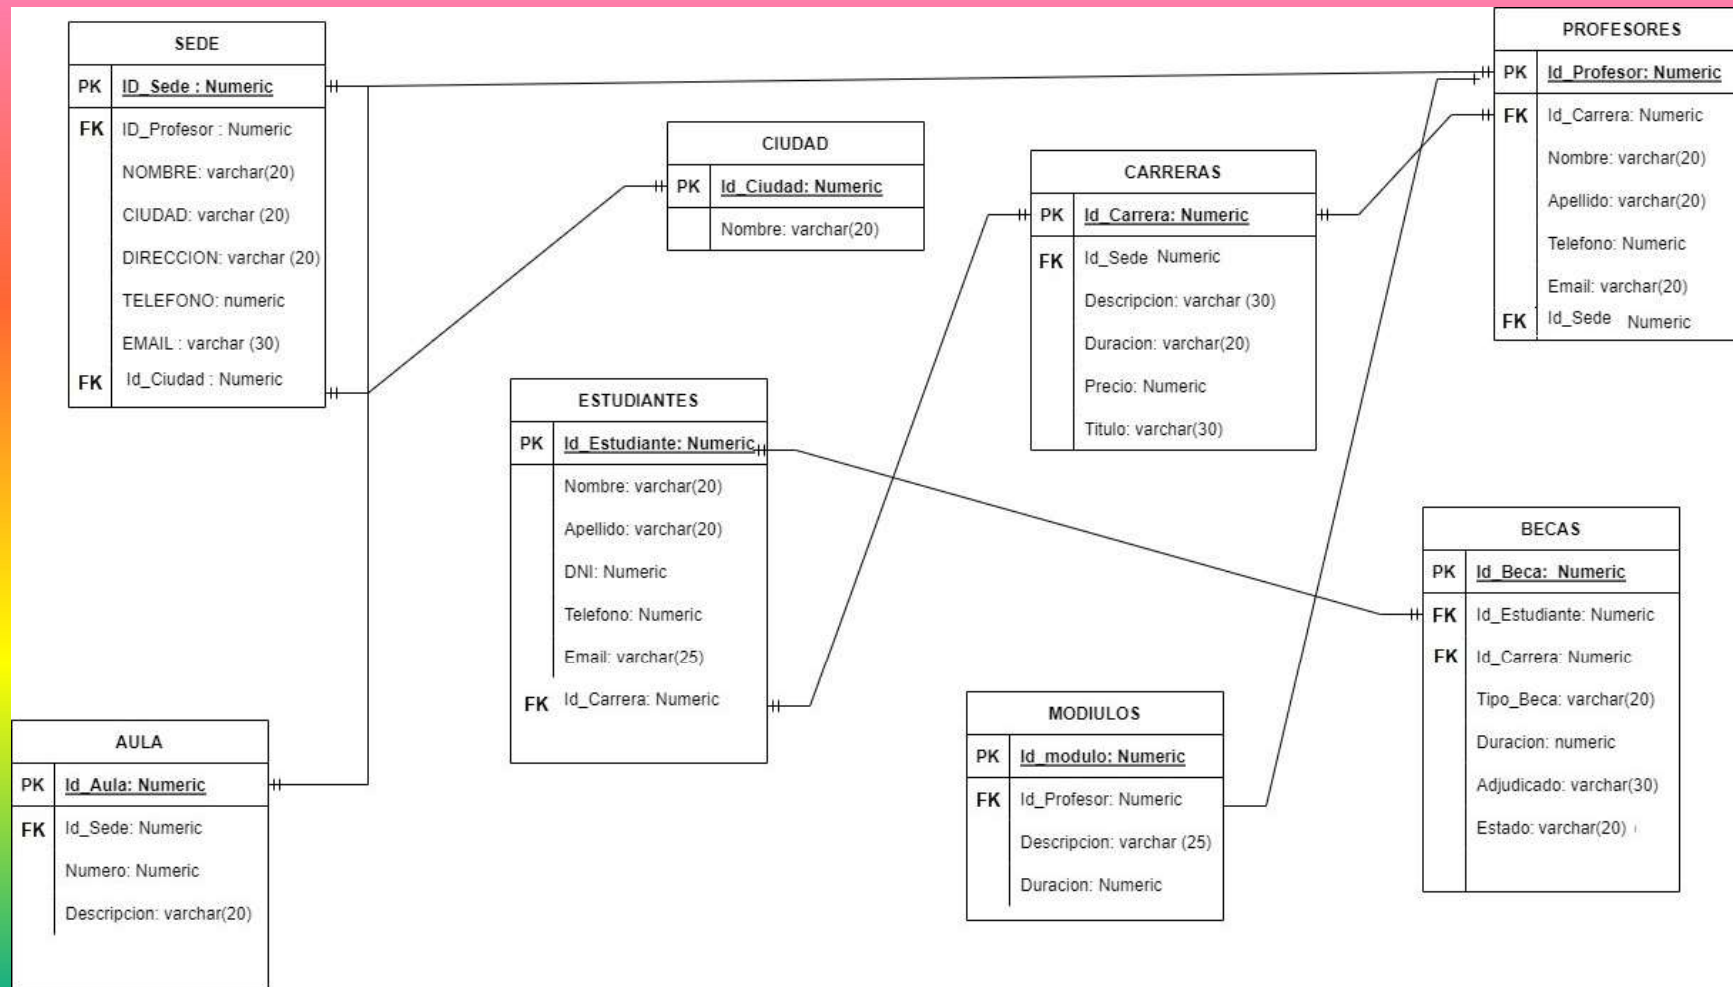 SEDE
PK ID_Sede : Numeric
FK ID_Profesor : Numeric
NOMBRE: varchar(20)
CIUDAD: varchar (20)
DIRECCION: varchar (20)
TELEFONO: numeric
EMAIL : varchar (30)
FK Id_Ciudad : Numeric
CIUDAD
PK Id_Ciudad: Numeric
Nombre: varchar(20)
CARRERAS
PK Id_Carrera: Numeric
FK Id_Sede Numeric
Descripcion: varchar (30)
Duracion: varchar(20)
Precio: Numeric
Titulo: varchar(30)
PROFESORES
PK Id_Profesor: Numeric
FK Id_Carrera: Numeric
Nombre: varchar(20)
Apellido: varchar(20)
Telefono: Numeric
Email: varchar(20)
FK Id_Sede Numeric
ESTUDIANTES
PK Id_Estudiante: Numeric
Nombre: varchar(20)
Apellido: varchar(20)
DNI: Numeric
Telefono: Numeric
Email: varchar(25)
FK Id_Carrera: Numeric
BECAS
PK Id_Beca: Numeric
FK Id_Estudiante: Numeric
FK Id_Carrera: Numeric
Tipo_Beca: varchar(20)
Duracion: numeric
Adjudicado: varchar(30)
Estado: varchar(20)
AULA
PK Id_Aula: Numeric
FK Id_Sede: Numeric
Numero: Numeric
Descripcion: varchar(20)
MODIULOS
PK Id_modulo: Numeric
FK Id_Profesor: Numeric
Descripcion: varchar (25)
Duracion: Numeric